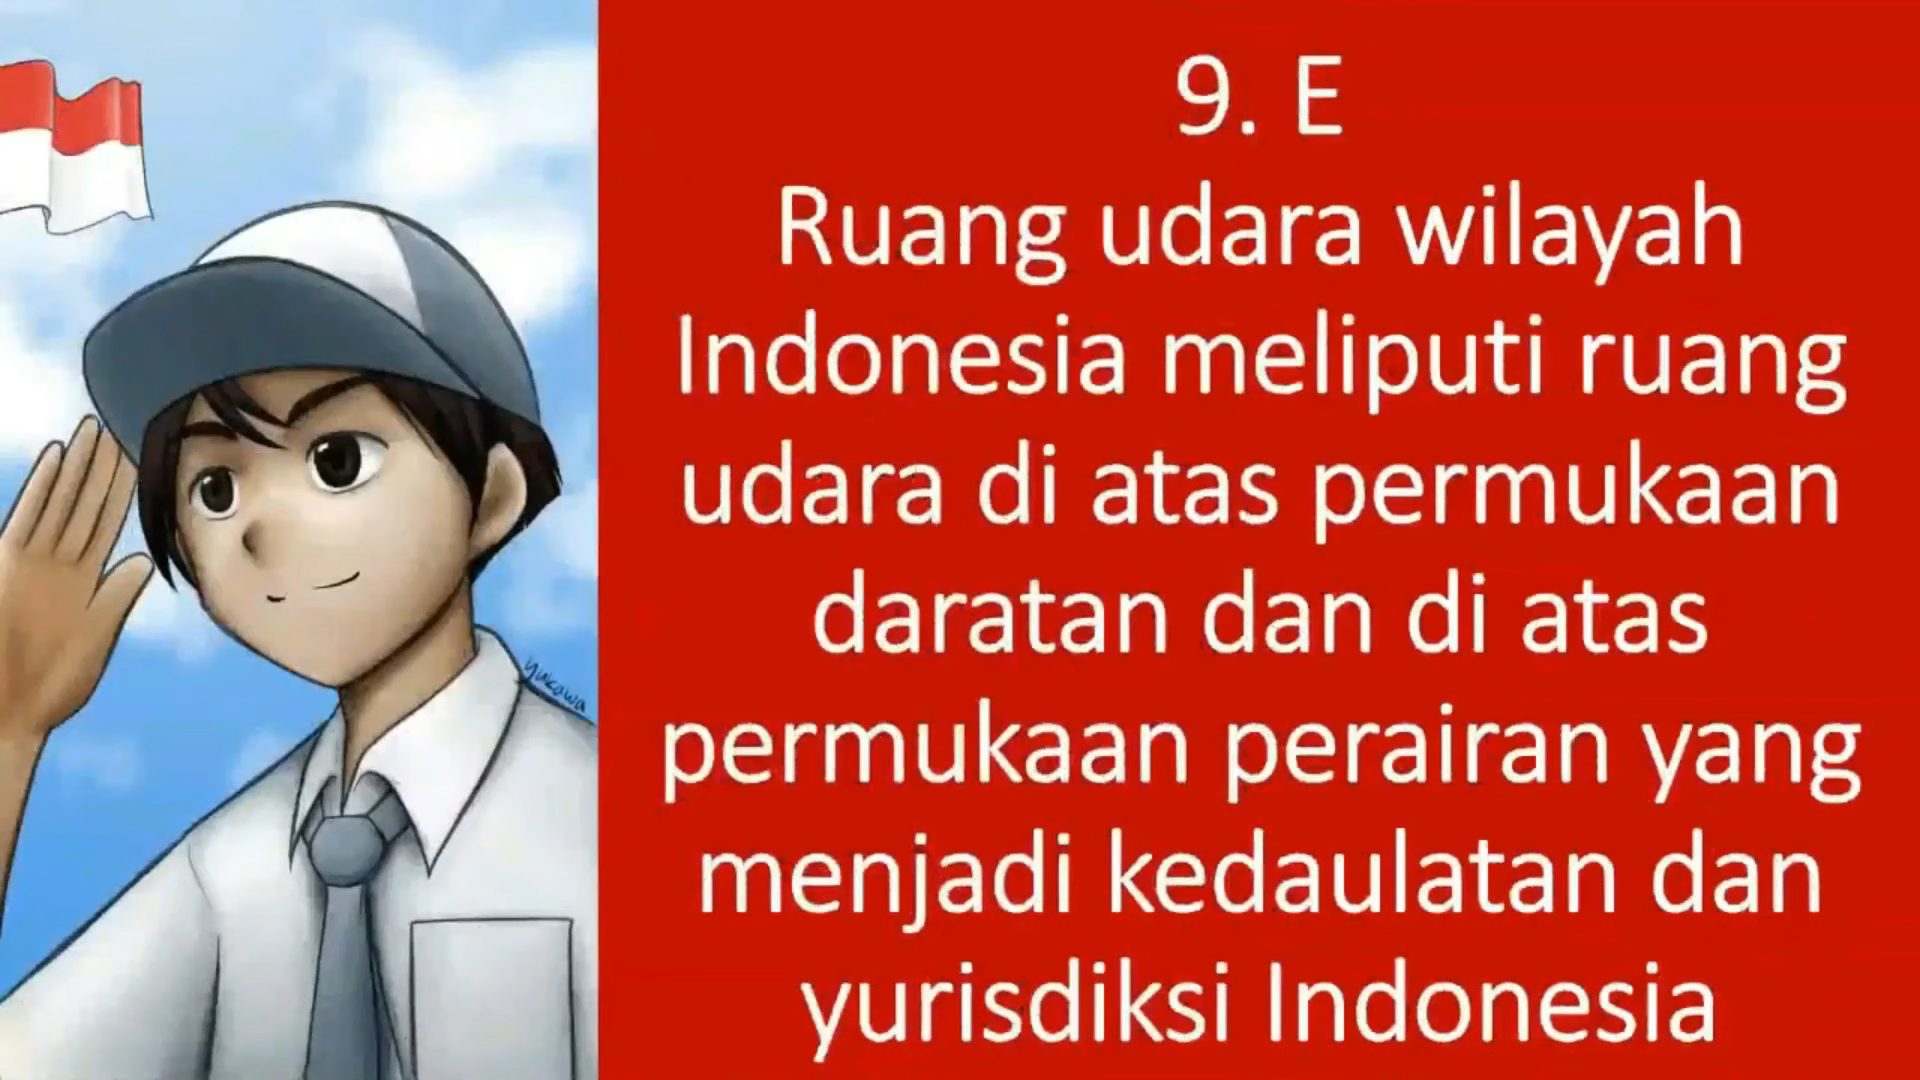 9. E
Ruang udara wilayah
Indonesia meliputi ruang
udara di atas permukaan
daratan dan di atas
permukaan perairan yang
menjadi kedaulatan dan
yurisdiksi Indonesia
yukowa